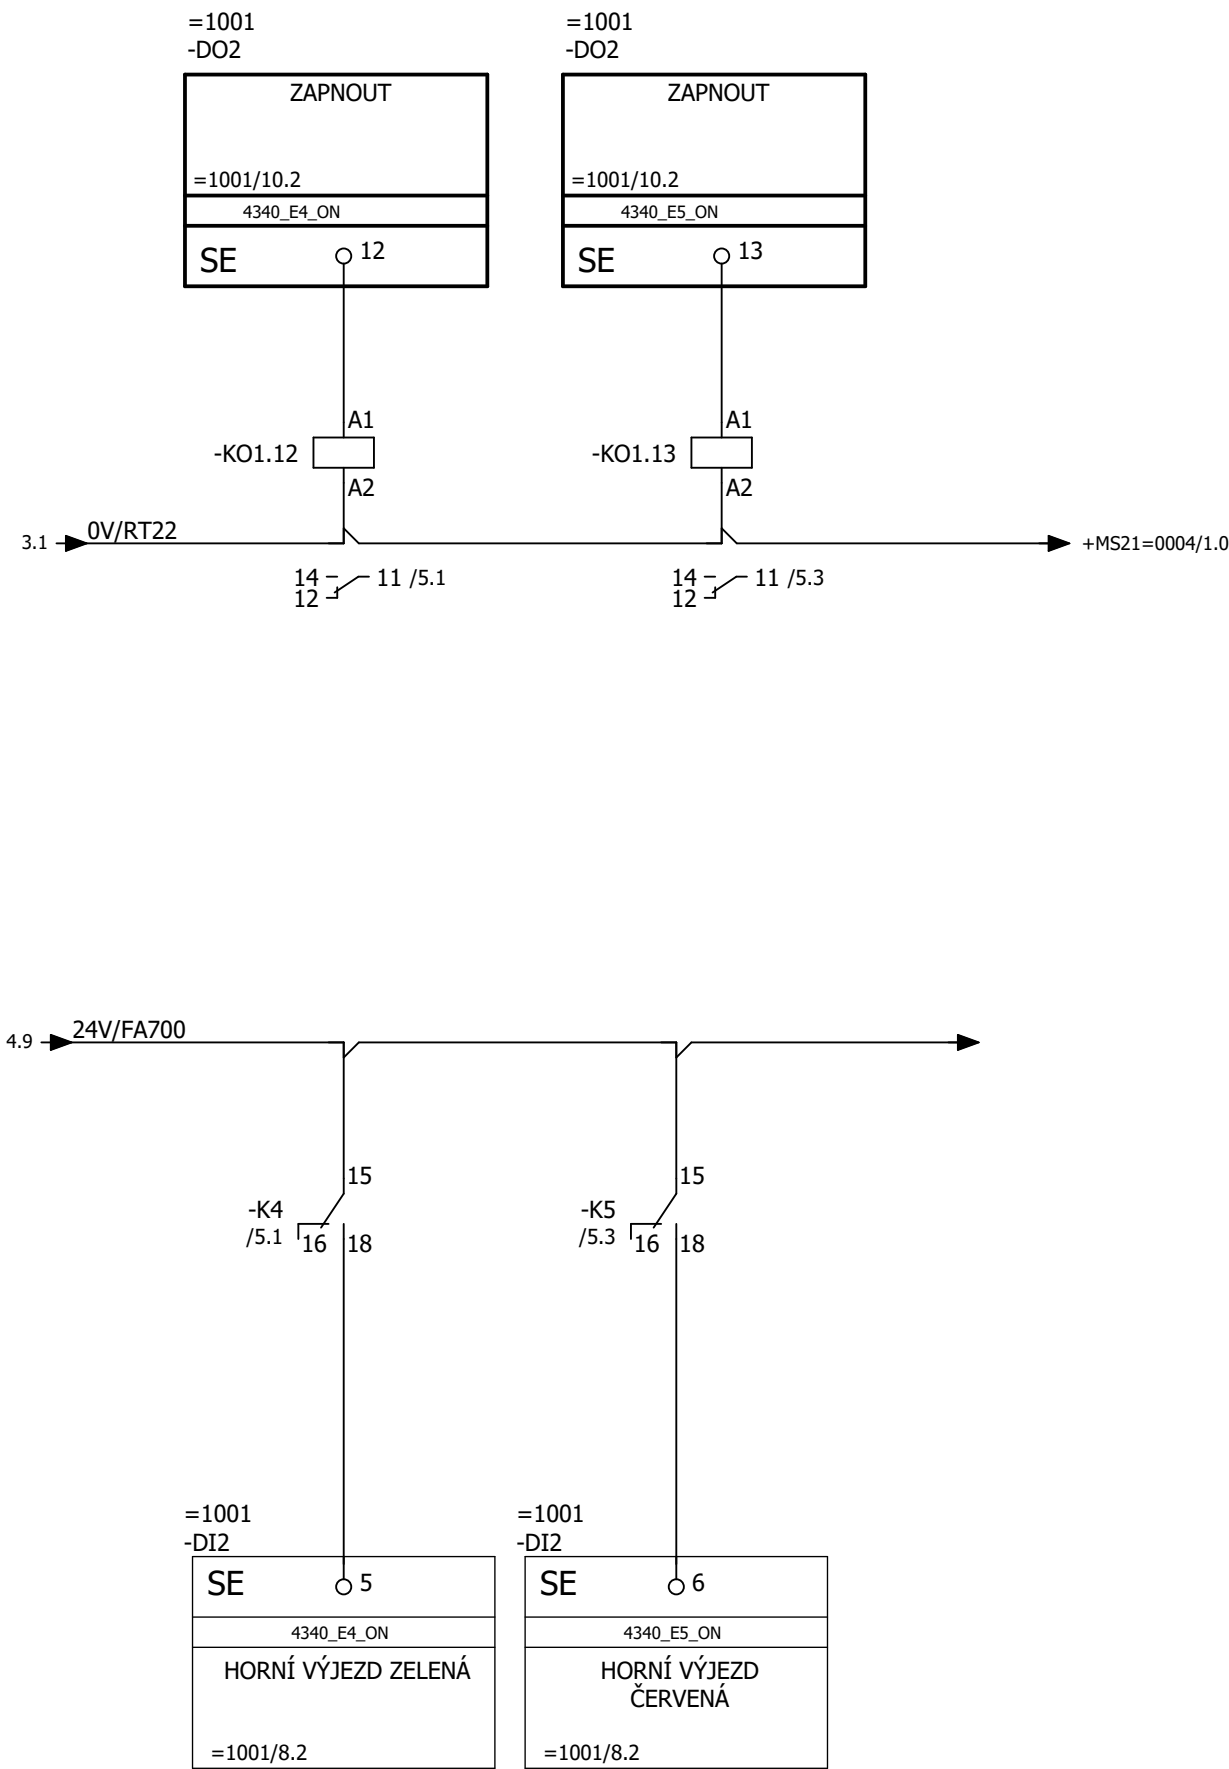 =1001
-DO2
ZAPNOUT
=1001/10.2
4340_E4_ON
SE 12
A1
-KO1.12
A2
=1001
-DO2
ZAPNOUT
=1001/10.2
4340_E5_ON
SE 13
A1
-KO1.13
A2
3.1 0V/RT22 +MS21=0004/1.0
14 11 /5.1
12
14 11 /5.3
12
4.9 24V/FA700
15
-K4
/5.1 16 18
15
-K5
/5.3 16 18
=1001
-DI2
SE 5
4340_E4_ON
HORNÍ VÝJEZD ZELENÁ
=1001/8.2
=1001
-DI2
SE 6
4340_E5_ON
HORNÍ VÝJEZD
ČERVENÁ
=1001/8.2